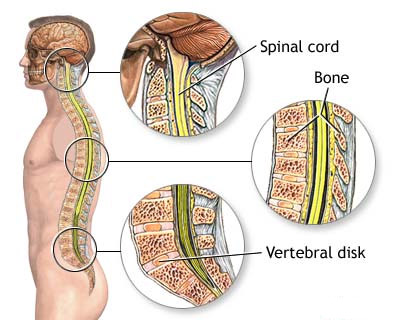 Spinal cord
Bone
Vertebral disk